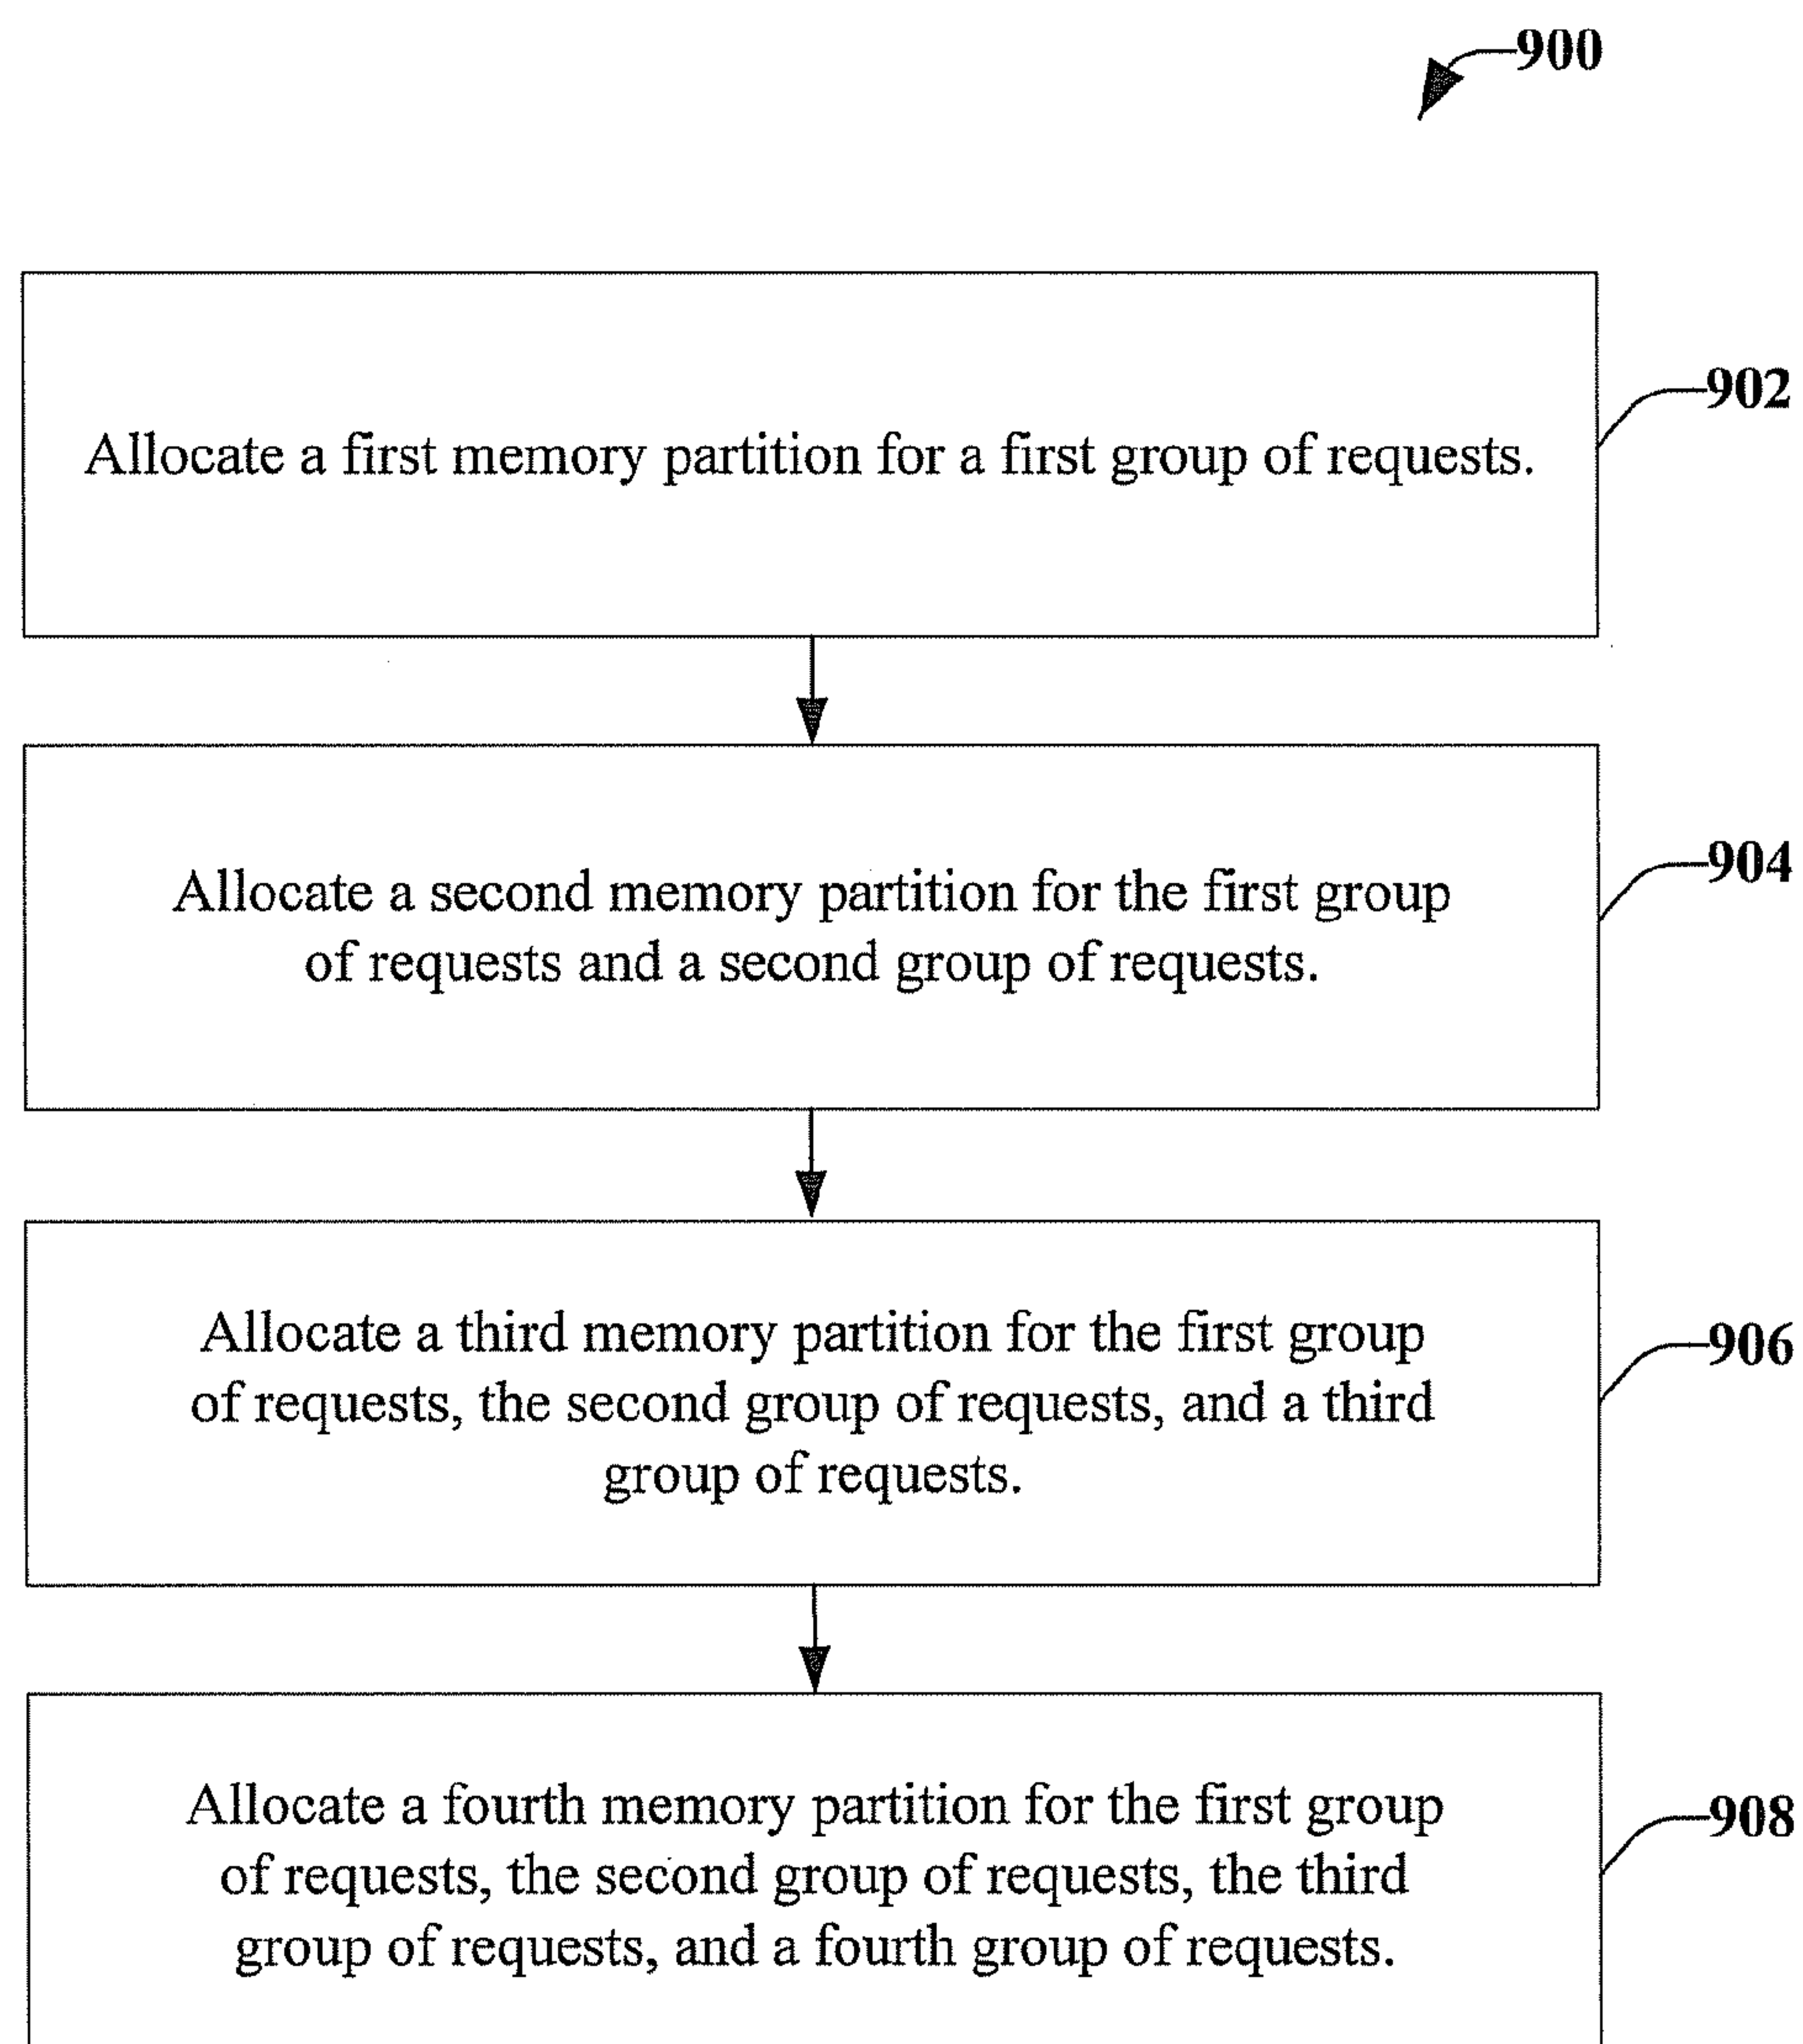 900
Allocate a first memory partition for a first group of requests.
902
Allocate a second memory partition for the first group
of requests and a second group of requests.
904
Allocate a third memory partition for the first group
of requests, the second group of requests, and a third
group of requests.
906
Allocate a fourth memory partition for the first group
of requests, the second group of requests, the third
group of requests, and a fourth group of requests.
908